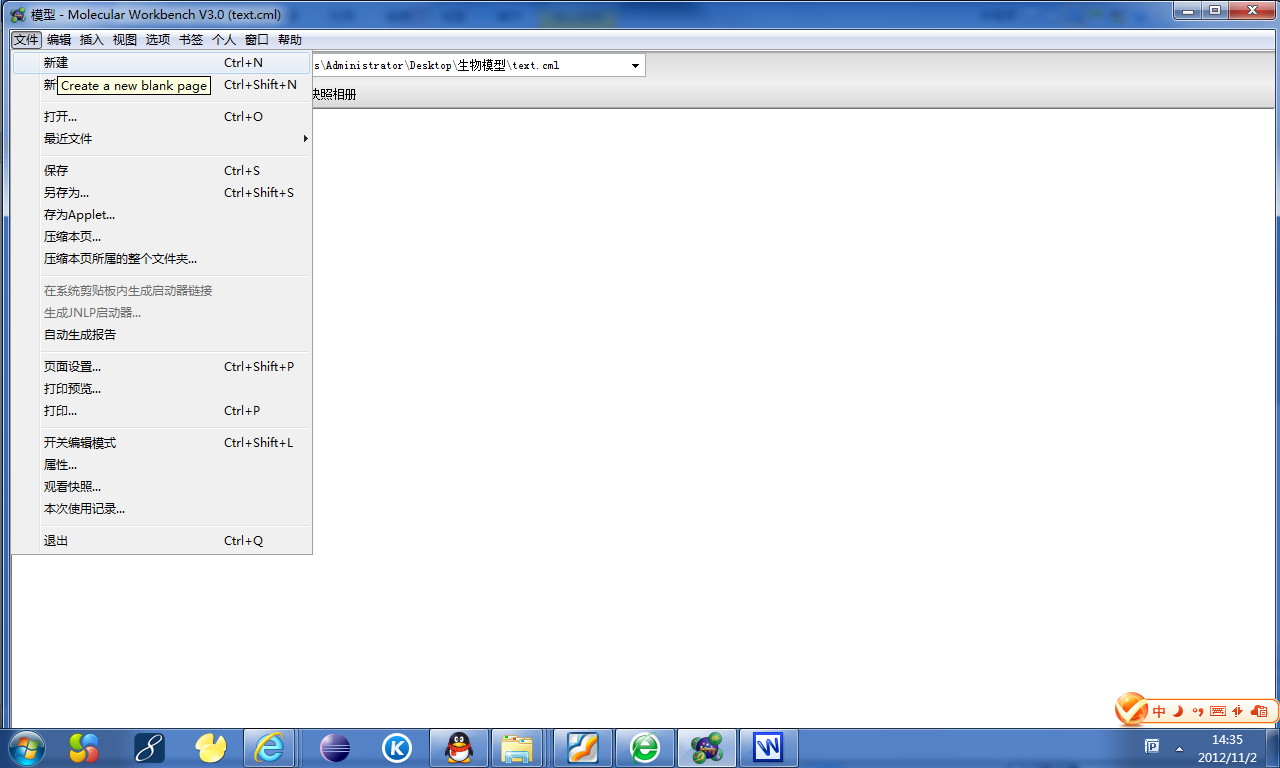 模型 - Molecular Workbench V3.0 (text.cml)
文件 编辑 插入 视图 选项 书签 个人 窗口 帮助
新建 Ctrl+N
s\Administrator\Desktop\生物模型\text.cml
新 Ctrl+Shift+N
Create a new blank page
快照相册
打开... Ctrl+O
最近文件
保存 Ctrl+S
另存为... Ctrl+Shift+S
存为Applet...
压缩本页...
压缩本页所属的整个文件夹...
在系统剪贴板内生成启动器链接
生成JNLP启动器...
自动生成报告
页面设置... Ctrl+Shift+P
打印预览...
打印... Ctrl+P
开关编辑模式 Ctrl+Shift+L
属性...
观看快照...
本次使用记录...
退出 Ctrl+Q
中
14:35
2012/11/2